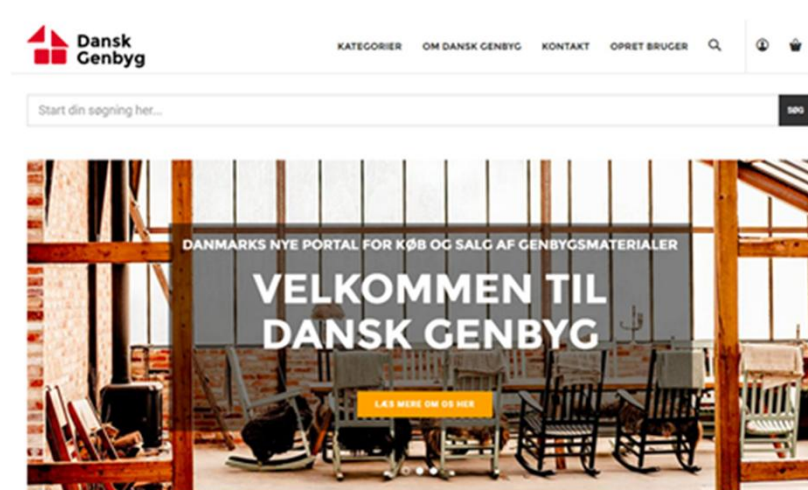 Dansk
Genbyg
KATEGORIER OM DANSK GENBYG KONTAKT OPRET BRUGER
Start din søgning her...
SØG
DANMARKS NYE PORTAL FOR KØB OG SALG AF GENBYGSMATERIALER
VELKOMMEN TIL
DANSK GENBYG
LÆS MERE OM OS HER